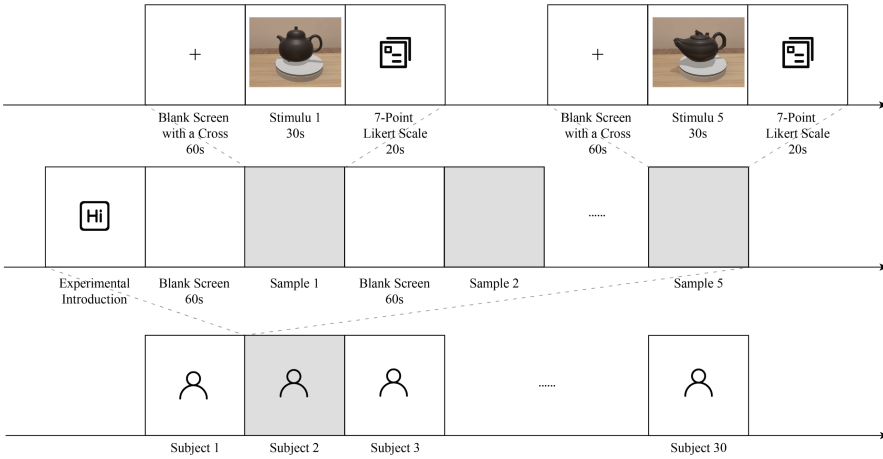 +
Blank Screen
with a Cross
60s
Stimulu 1
30s
7-Point
Likert Scale
20s
+
Blank Screen
with a Cross
60s
Stimulu 5
30s
7-Point
Likert Scale
20s
Hi
......
Experimental
Introduction
Blank Screen
60s
Sample 1
Blank Screen
60s
Sample 2
Sample 5
......
Subject 1
Subject 2
Subject 3
Subject 30